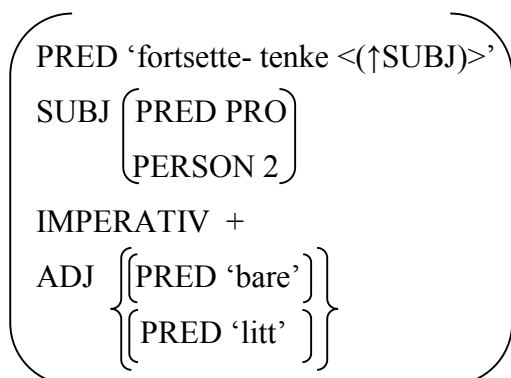 PRED ‘fortsette- tenke <(↑SUBJ)>’
SUBJ PRED PRO
PERSON 2
IMPERATIV +
ADJ PRED ‘bare’
PRED ‘litt’